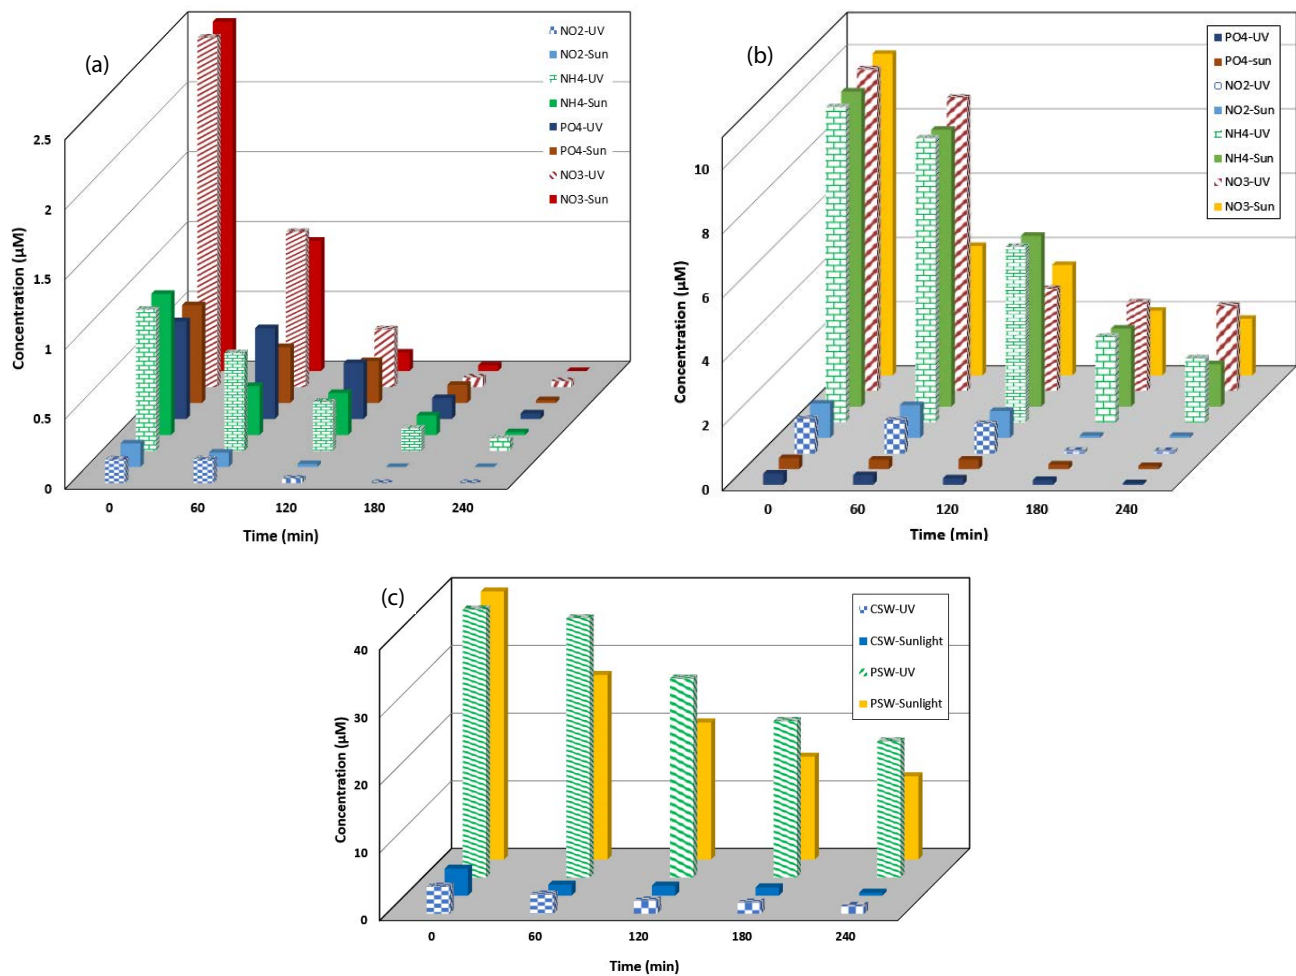 (a)
2.5
2
1.5
1
0.5
0
Concentration (µM)
0 60 120 180 240
Time (min)
NO2-UV
NO2-Sun
NH4-UV
NH4-Sun
PO4-UV
PO4-Sun
NO3-UV
NO3-Sun
(b)
10
8
6
4
2
0
Concentration (µM)
0 60 120 180 240
Time (min)
PO4-UV
PO4-sun
NO2-UV
NO2-Sun
NH4-UV
NH4-Sun
NO3-UV
NO3-Sun
(c)
40
30
20
10
0
Concentration (µM)
0 60 120 180 240
Time (min)
CSW-UV
CSW-Sunlight
PSW-UV
PSW-Sunlight